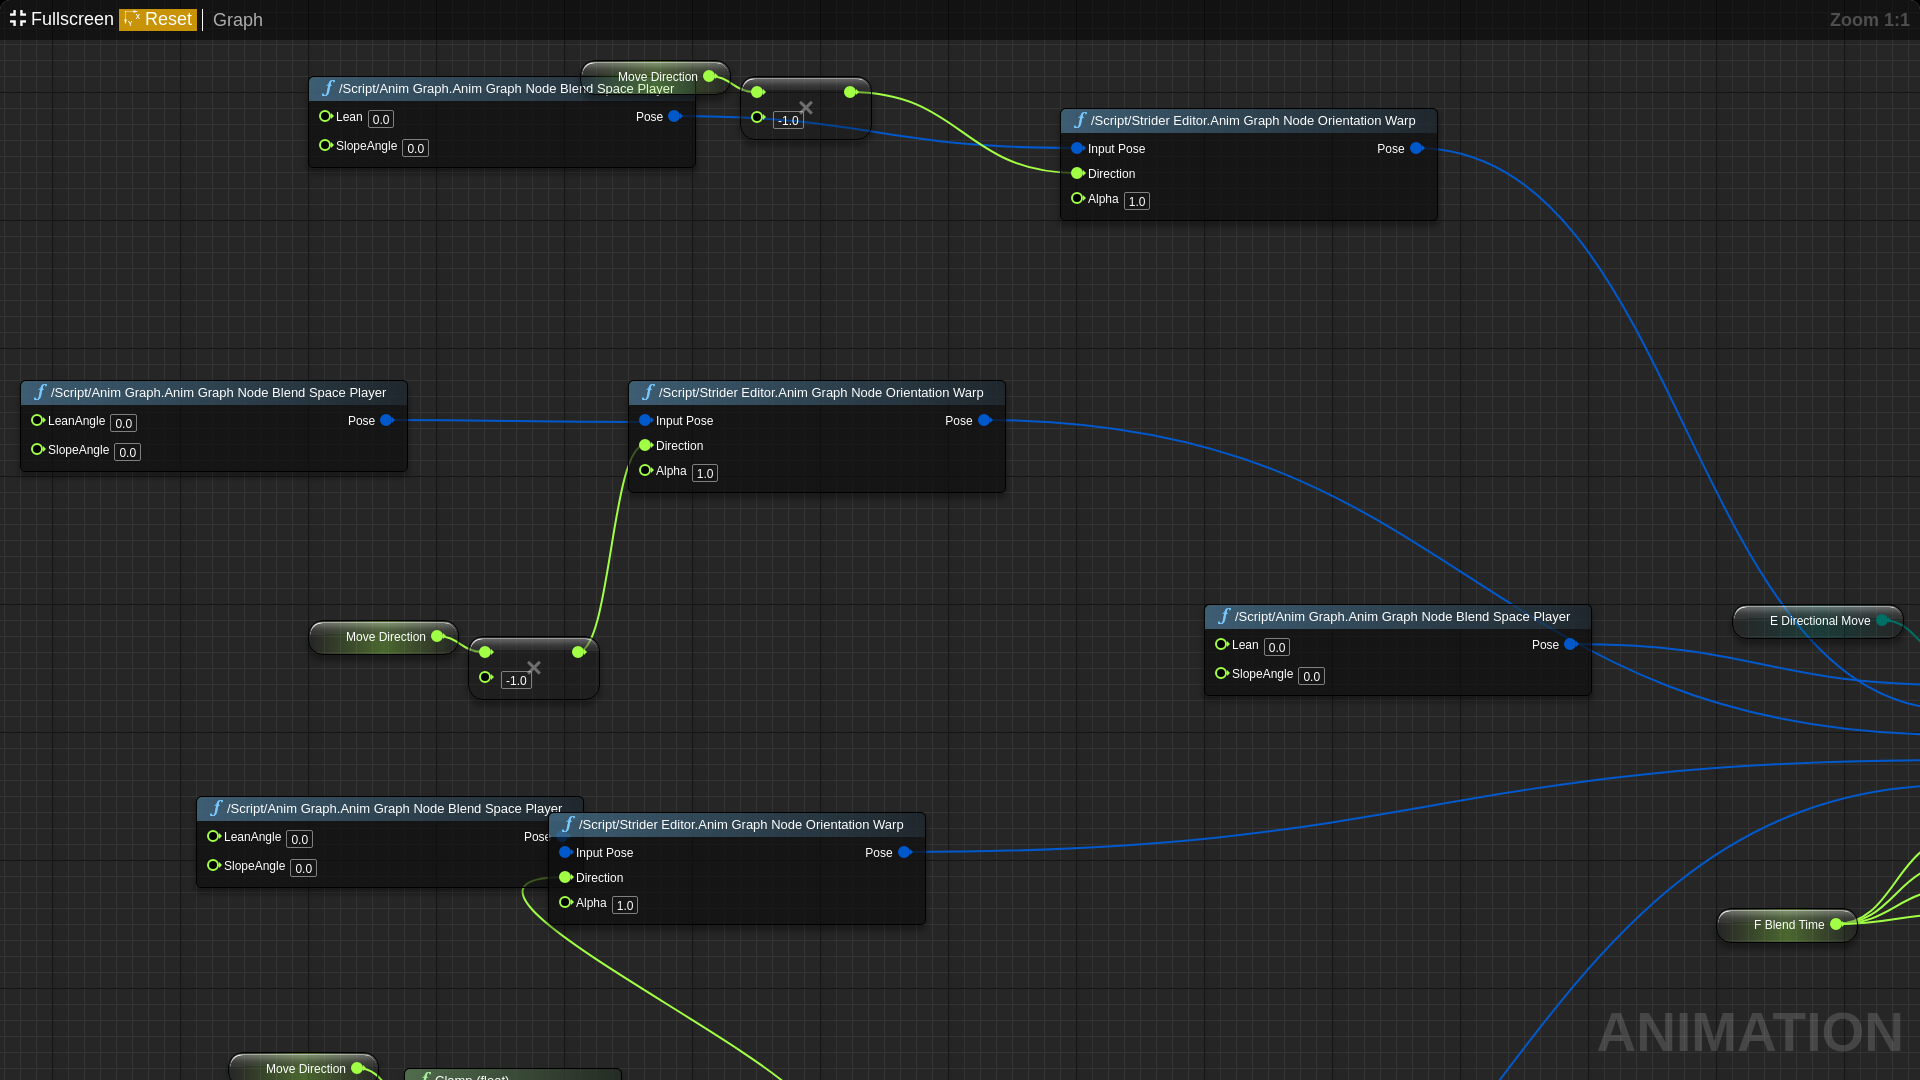 Fullscreen Reset Graph Zoom 1:1
Move Direction
/Script/Anim Graph.Anim Graph Node Blend Space Player
Lean 0.0 Pose
SlopeAngle 0.0
-1.0
/Script/Strider Editor.Anim Graph Node Orientation Warp
Input Pose Pose
Direction
Alpha 1.0
/Script/Anim Graph.Anim Graph Node Blend Space Player
LeanAngle 0.0 Pose
SlopeAngle 0.0
/Script/Strider Editor.Anim Graph Node Orientation Warp
Input Pose Pose
Direction
Alpha 1.0
Move Direction
-1.0
/Script/Anim Graph.Anim Graph Node Blend Space Player
Lean 0.0 Pose
SlopeAngle 0.0
E Directional Move
/Script/Anim Graph.Anim Graph Node Blend Space Player
LeanAngle 0.0 Pose
SlopeAngle 0.0
/Script/Strider Editor.Anim Graph Node Orientation Warp
Input Pose Pose
Direction
Alpha 1.0
F Blend Time
ANIMATION
Move Direction
Clamp (float)